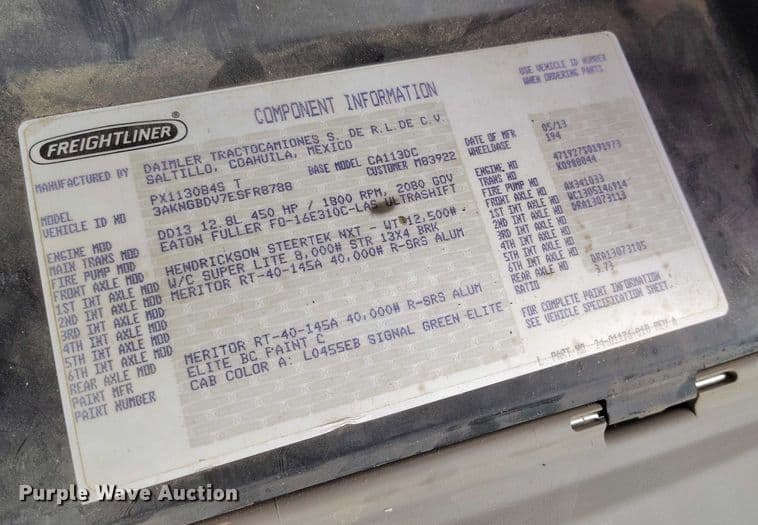 FREIGHTLINER®
COMPONENT INFORMATION
USE VEHICLE ID NUMBER
WHEN ORDERING PARTS.
MANUFACTURED BY DAIMLER TRACTOCAMIONES S. DE R.L.DE C.V.
SALTILLO, COAHUILA, MEXICO
BASE MODEL CA113DC
MODEL PX113084S T CUSTOMER M83922
VEHICLE ID NO 3AKNGBDV7ESFR8788
ENGINE MOD DD13 12.8L 450 HP / 1800 RPM, 2080 GOV
MAIN TRANS MOD EATON FULLER FO-16E310C-LAS ULTRASHIFT
FIRE PUMP MOD
FRONT AXLE MOD HENDRICKSON STEERTEK NXT - WT 12,500#
1ST INT AXLE MOD W/C SUPER LITE 8,000# STR 13X4 BRK
2ND INT AXLE MOD MERITOR RT-40-145A 40,000# R-SRS ALUM
3RD INT AXLE MOD
4TH INT AXLE MOD
5TH INT AXLE MOD
6TH INT AXLE MOD
REAR AXLE MOD MERITOR RT-40-145A 40,000# R-SRS ALUM
PAINT MFR ELITE BC PAINT C
PAINT NUMBER CAB COLOR A: L0455EB SIGNAL GREEN ELITE
DATE OF MFR 05/13
WHEELBASE 194
ENGINE NO 471927S0191973
TRANS NO K0988044
FIRE PUMP NO
FRONT AXLE NO AX341033
1ST INT AXLE NO WC1305146914
2ND INT AXLE NO DRA13073113
3RD INT AXLE NO
4TH INT AXLE NO
5TH INT AXLE NO
6TH INT AXLE NO
REAR AXLE NO DRA13073105
RATIO 3.73
FOR COMPLETE PAINT INFORMATION
SEE VEHICLE SPECIFICATION SHEET.
PART NO.
Purple Wave Auction